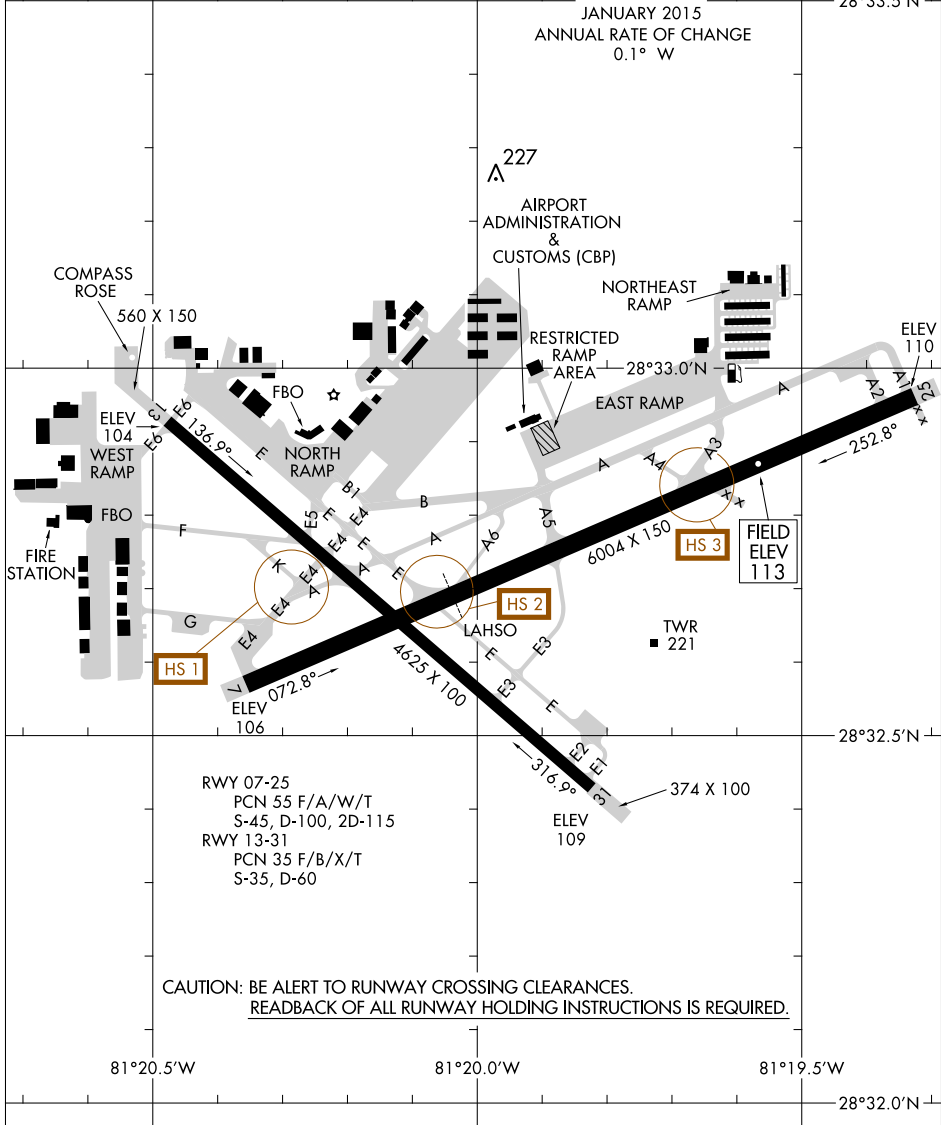 28°33.5'N
JANUARY 2015
ANNUAL RATE OF CHANGE
0.1° W
227
AIRPORT
ADMINISTRATION
&
CUSTOMS (CBP)
COMPASS
ROSE
560 X 150
NORTHEAST
RAMP
RESTRICTED
RAMP
AREA
28°33.0'N
ELEV
110
FBO
EAST RAMP
A
A2
A1
25
x
x
13
E6
ELEV
104
E6
136.9°
E
NORTH
RAMP
WEST
RAMP
252.8°
A3
A4
A
x
x
B1
B
FBO
E5
E
E4
A5
6004 X 150
HS 3
FIELD
ELEV
113
FIRE
STATION
F
E4
E
A
A6
K
E4
A
E
A
HS 2
E4
G
LAHSO
TWR
221
E4
HS 1
E
E3
7
072.8°
4625 X 100
E3
E
ELEV
106
28°32.5'N
E2
E1
316.9°
31
374 X 100
ELEV
109
RWY 07-25
PCN 55 F/A/W/T
S-45, D-100, 2D-115
RWY 13-31
PCN 35 F/B/X/T
S-35, D-60
CAUTION: BE ALERT TO RUNWAY CROSSING CLEARANCES.
READBACK OF ALL RUNWAY HOLDING INSTRUCTIONS IS REQUIRED.
81°20.5'W
81°20.0'W
81°19.5'W
28°32.0'N